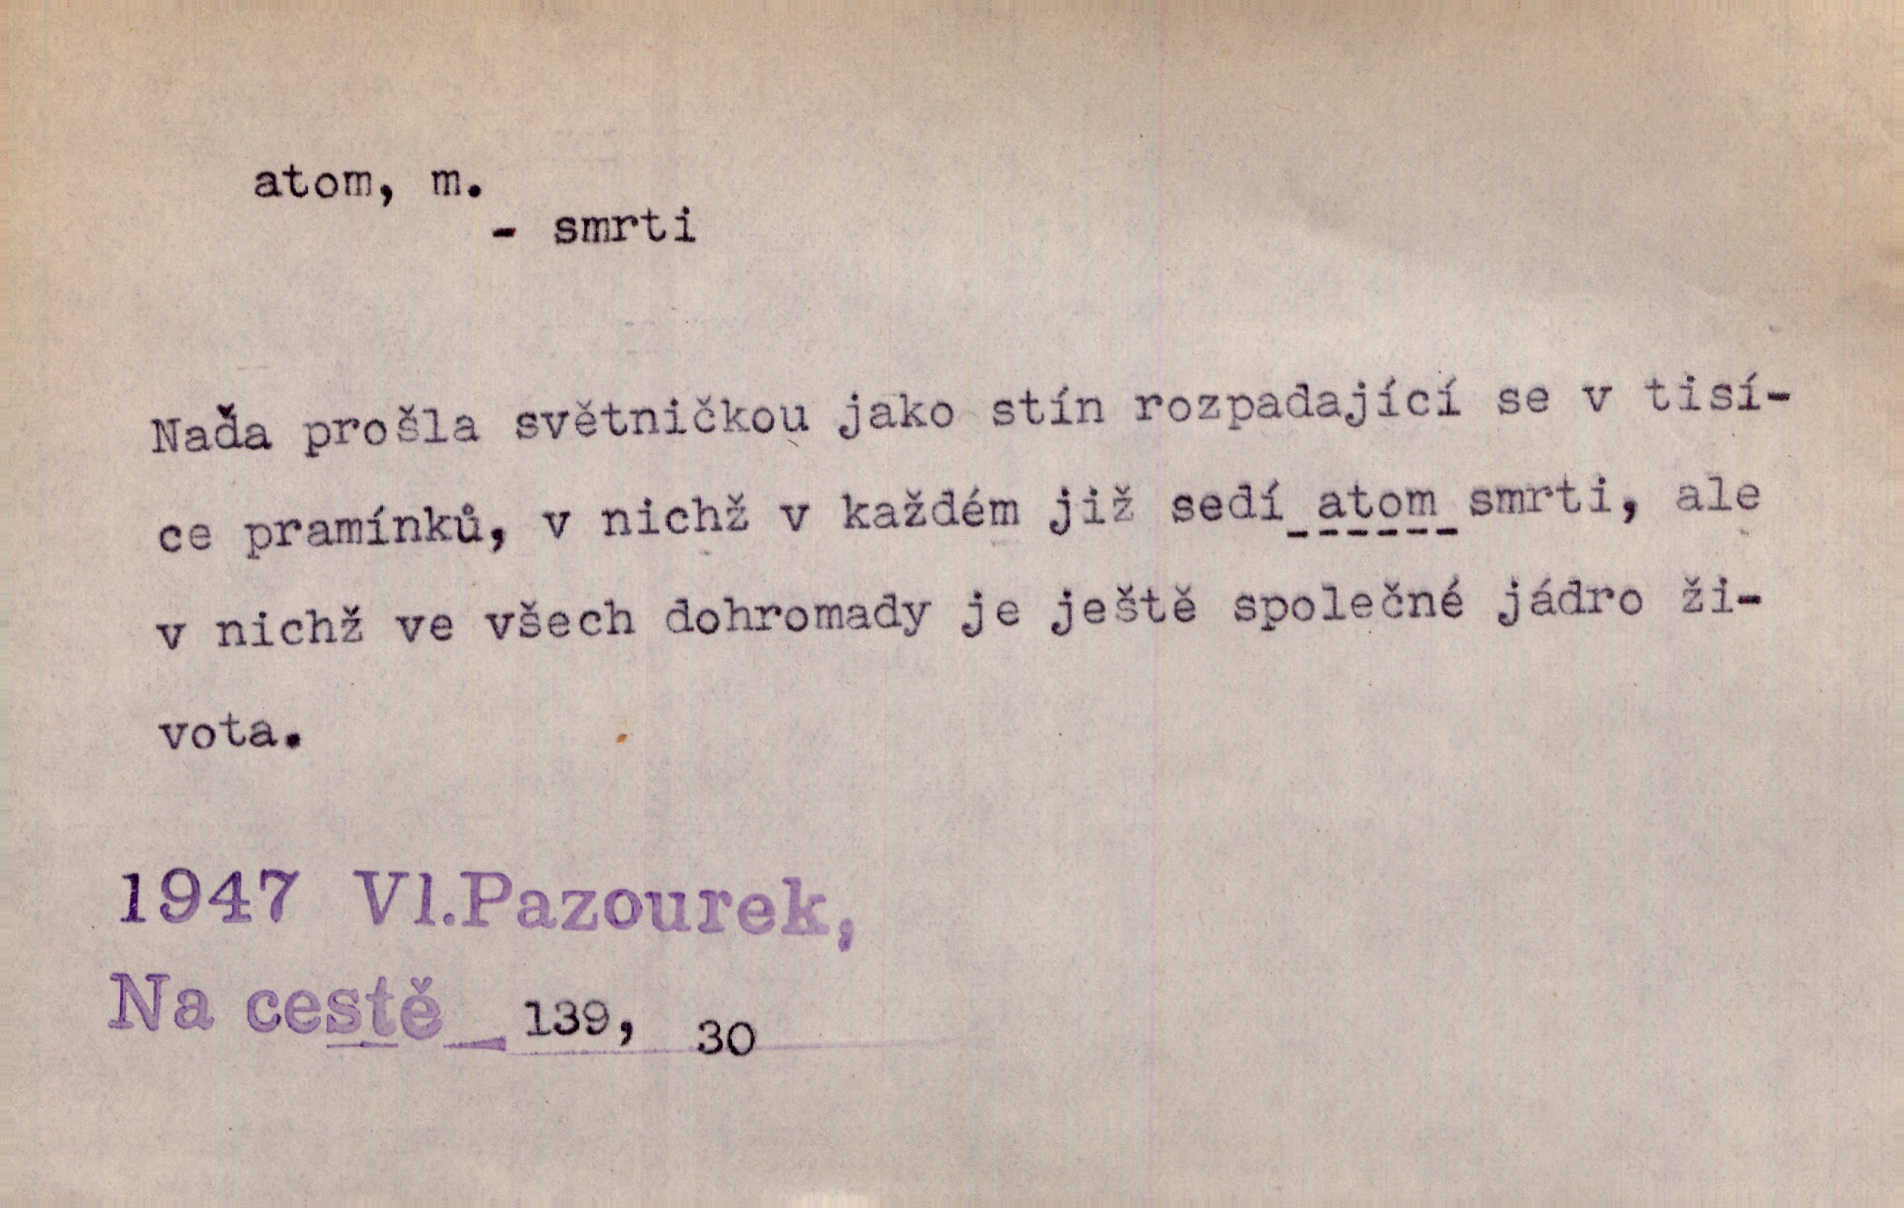 atom, m.
- smrti
Naďa prošla světničkou jako stín rozpadající se v tisí-
ce pramínků, v nichž v každém již sedí atom smrti, ale
v nichž ve všech dohromady je ještě společné jádro ži-
vota.
1947 Vl.Pazourek,
Na cestě 139, 30